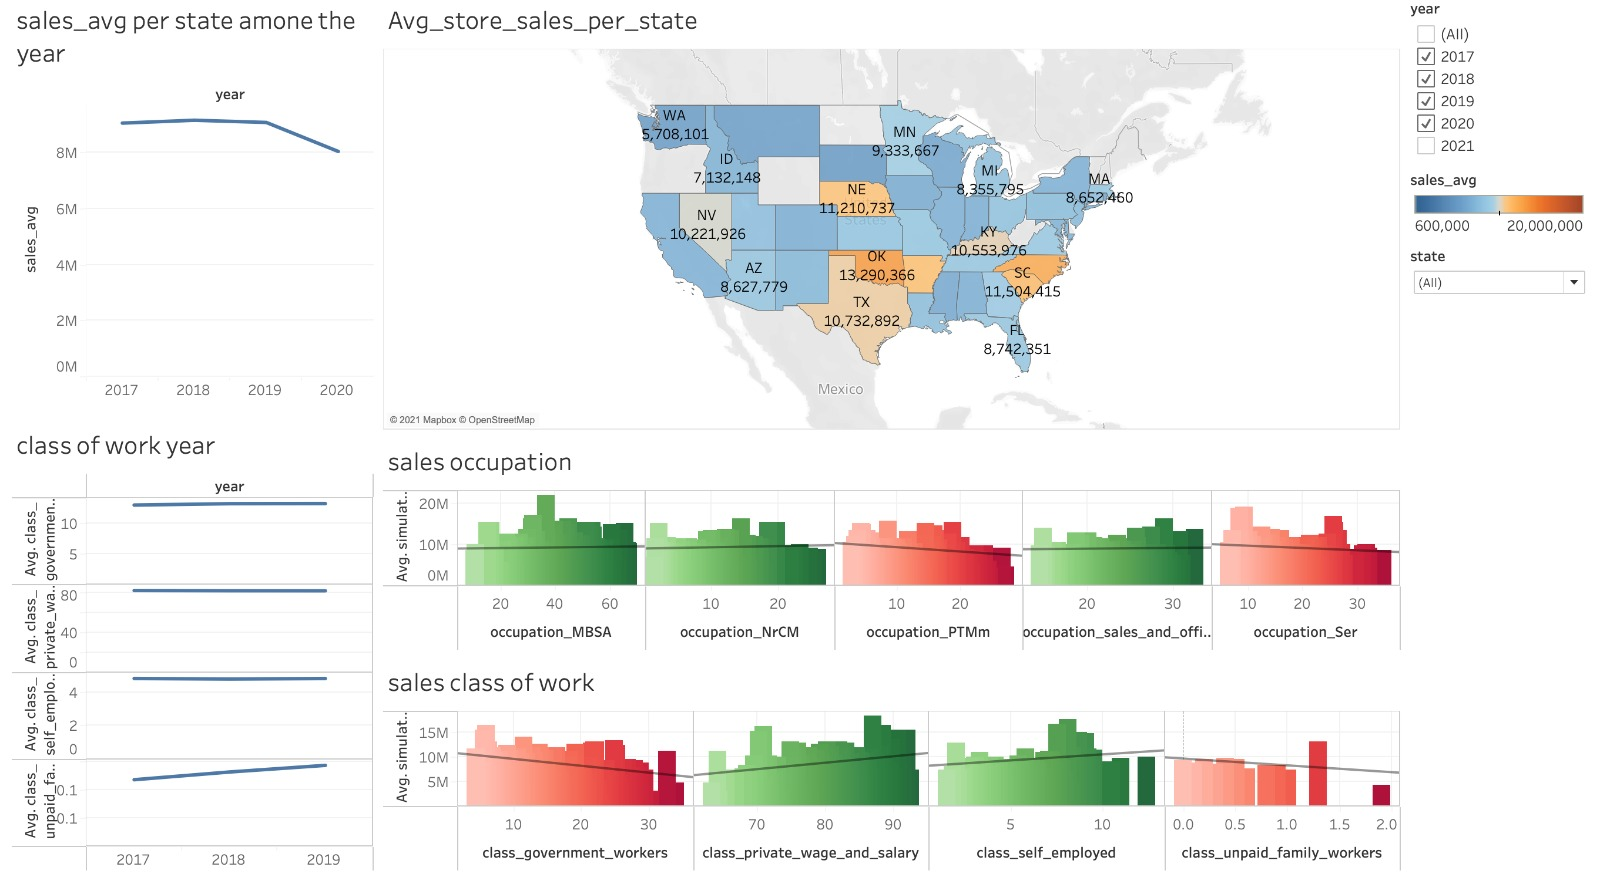 sales_avg per state amone the
year
year
8M
6M
4M
2M
0M
sales_avg
2017 2018 2019 2020
Avg_store_sales_per_state
WA
5,708,101
ID
7,132,148
MN
9,333,667
MI
8,355,795
MA
8,652,460
NE
11,210,737
States
NV
10,221,926
KY
10,553,976
OK
13,290,366
AZ
8,627,779
SC
11,504,415
TX
10,732,892
FL
8,742,351
Mexico
© 2021 Mapbox © OpenStreetMap
year
(All)
2017
2018
2019
2020
2021
sales_avg
600,000 20,000,000
state
(All)
class of work year
year
Avg. class_
governmen..
10
5
Avg. class_
private_wa..
80
40
0
Avg. class_
self_emplo..
4
2
0
Avg. class_
unpaid_fa..
0.1
-0.1
2017 2018 2019
sales occupation
Avg. simulat..
20M
10M
0M
20 40 60 10 20 10 20 20 30 10 20 30
occupation_MBSA occupation_NrCM occupation_PTMm occupation_sales_and_offi.. occupation_Ser
sales class of work
Avg. simulat..
15M
10M
5M
10 20 30 70 80 90 5 10 0.0 0.5 1.0 1.5 2.0
class_government_workers class_private_wage_and_salary class_self_employed class_unpaid_family_workers